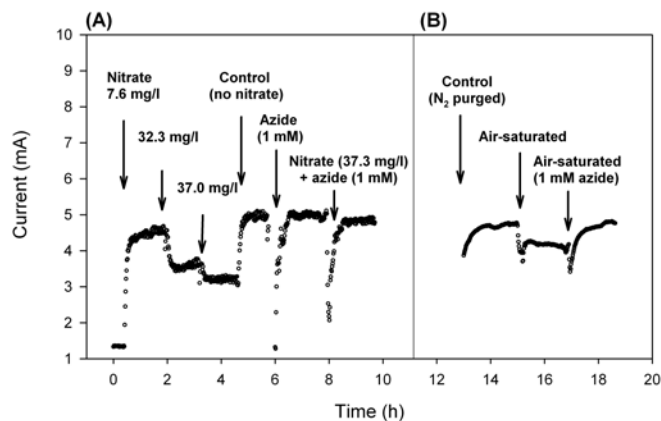 (A)
(B)
Nitrate
7.6 mg/l
32.3 mg/l
37.0 mg/l
Control
(no nitrate)
Azide
(1 mM)
Nitrate (37.3 mg/l)
+ azide (1 mM)
Control
(N₂ purged)
Air-saturated
Air-saturated
(1 mM azide)
Current (mA)
10
9
8
7
6
5
4
3
2
1
0 2 4 6 8 10 12 14 16 18 20
Time (h)